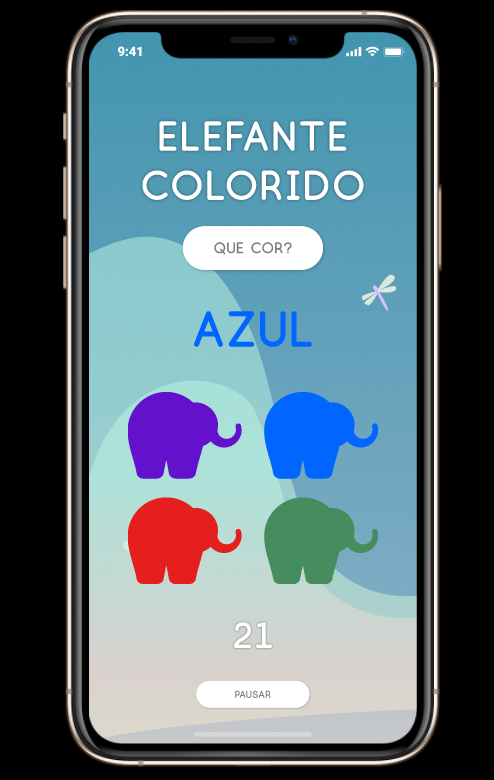 9:41
ELEFANTE
COLORIDO
QUE COR?
AZUL
21
PAUSAR